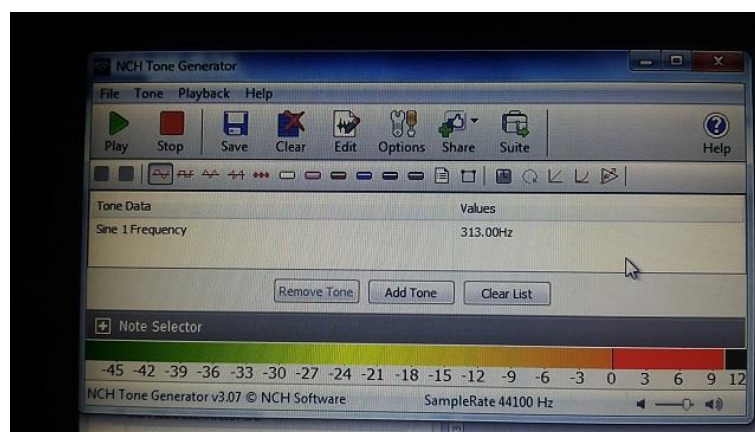 NCH Tone Generator
File Tone Playback Help
Play Stop Save Clear Edit Options Share Suite Help
Tone Data Values
Sine 1 Frequency 313.00Hz
Remove Tone Add Tone Clear List
Note Selector
-45 -42 -39 -36 -33 -30 -27 -24 -21 -18 -15 -12 -9 -6 -3 0 3 6 9 12
NCH Tone Generator v3.07 © NCH Software SampleRate 44100 Hz